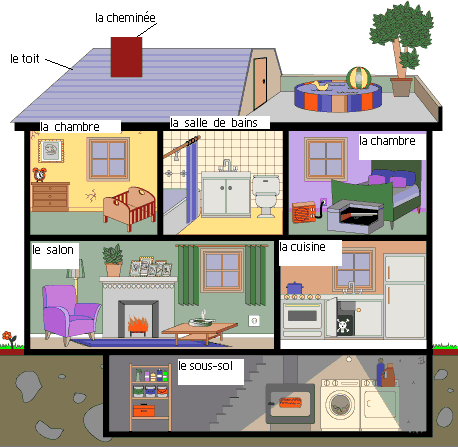 la cheminée
le toit
la chambre
la salle de bains
la chambre
le salon
la cuisine
le sous-sol